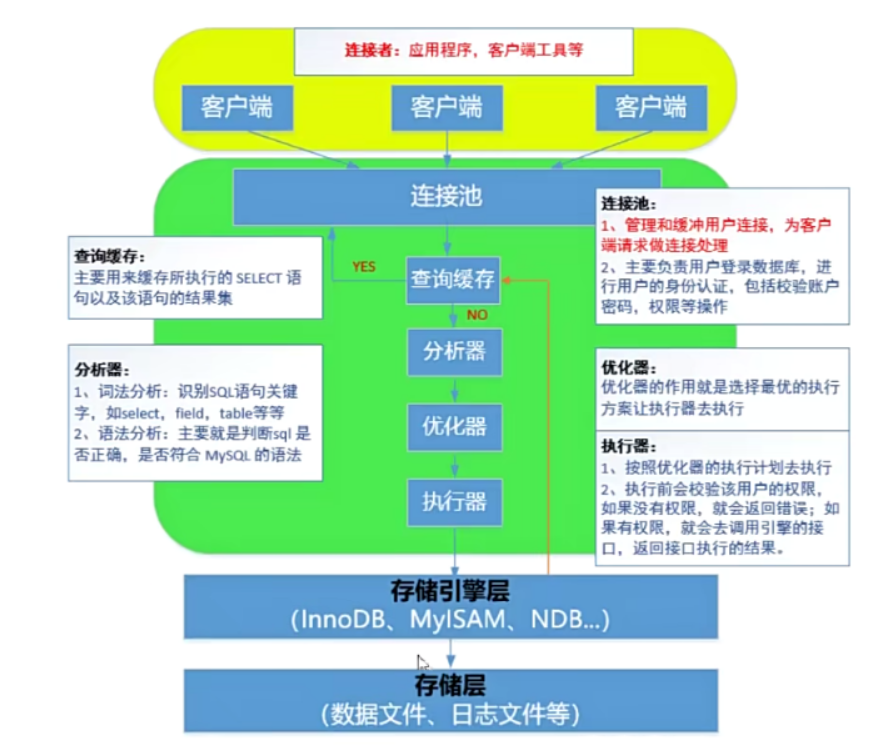 连接者：应用程序，客户端工具等
客户端
客户端
客户端
连接池
连接池：
1、管理和缓冲用户连接，为客户
端请求做连接处理
2、主要负责用户登录数据库，进
行用户的身份认证，包括校验账户
密码，权限等操作
查询缓存：
主要用来缓存所执行的 SELECT 语
句以及该语句的结果集
YES
查询缓存
NO
分析器：
1、词法分析：识别SQL语句关键
字，如select，field，table等等
2、语法分析：主要就是判断sql 是
否正确，是否符合 MySQL 的语法
分析器
优化器
执行器
优化器：
优化器的作用就是选择最优的执行
方案让执行器去执行
执行器：
1、按照优化器的执行计划去执行
2、执行前会校验该用户的权限，
如果没有权限，就会返回错误；如
果有权限，就会去调用引擎的接
口，返回接口执行的结果。
存储引擎层
（InnoDB、MyISAM、NDB...）
存储层
（数据文件、日志文件等）